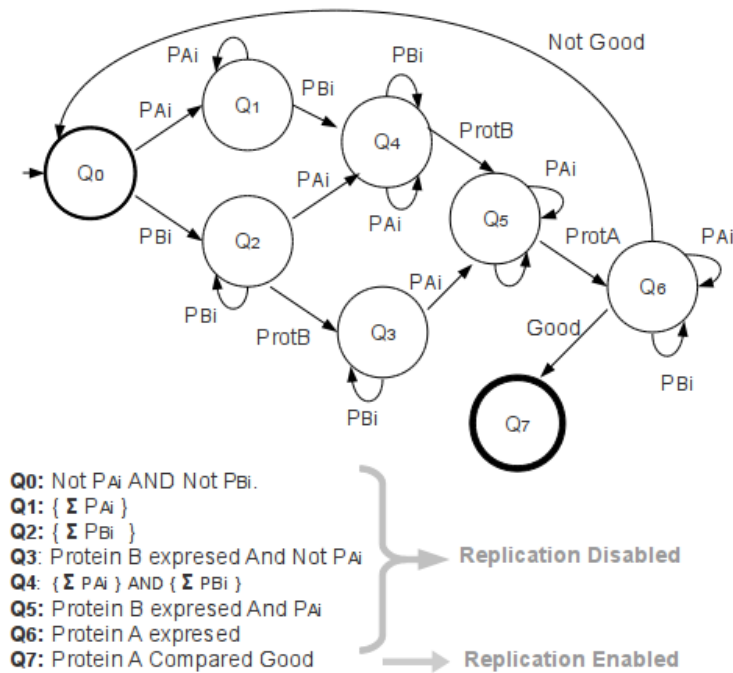 Not Good
PAi
PBi
PAi
PBi
Q1
ProtB
Q4
Q0
PAi
PAi
PAi
PBi
Q2
Q5
ProtA
PAi
PAi
Q6
PBi
Good
ProtB
Q3
PBi
PBi
Q7
Q0: Not PAi AND Not PBi.
Q1: { Σ PAi }
Q2: { Σ PBi }
Q3: Protein B expresed And Not PAi
Q4: { Σ PAi } AND { Σ PBi }
Q5: Protein B expresed And PAi
Q6: Protein A expresed
Q7: Protein A Compared Good
Replication Disabled
Replication Enabled